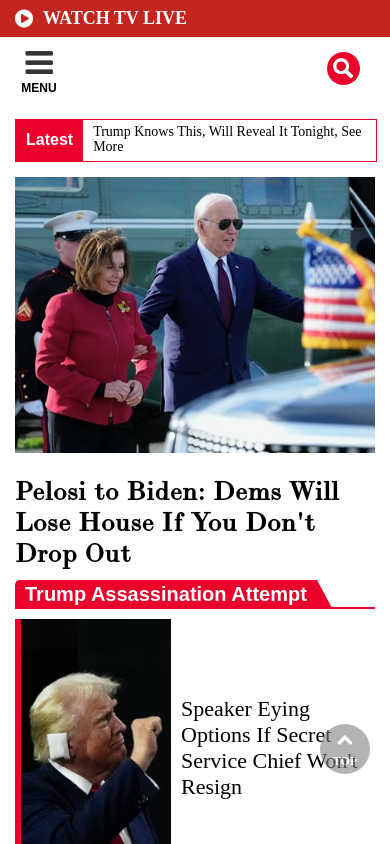 WATCH TV LIVE
MENU
Latest
Trump Knows This, Will Reveal It Tonight, See
More
Pelosi to Biden: Dems Will
Lose House If You Don't
Drop Out
Trump Assassination Attempt
Speaker Eying
Options If Secret
Service Chief Won't
Resign